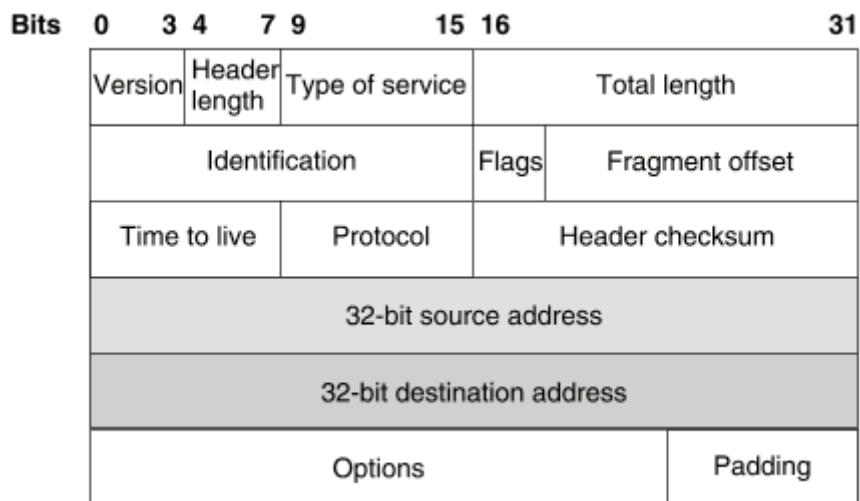 Bits 0 3 4 7 9 15 16 31
Version Header length Type of service Total length
Identification Flags Fragment offset
Time to live Protocol Header checksum
32-bit source address
32-bit destination address
Options Padding